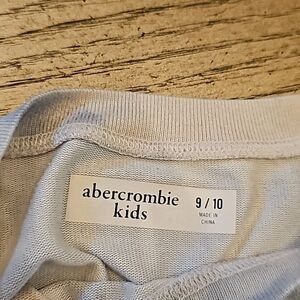 abercrombie
kids
9 / 10
MADE IN
CHINA